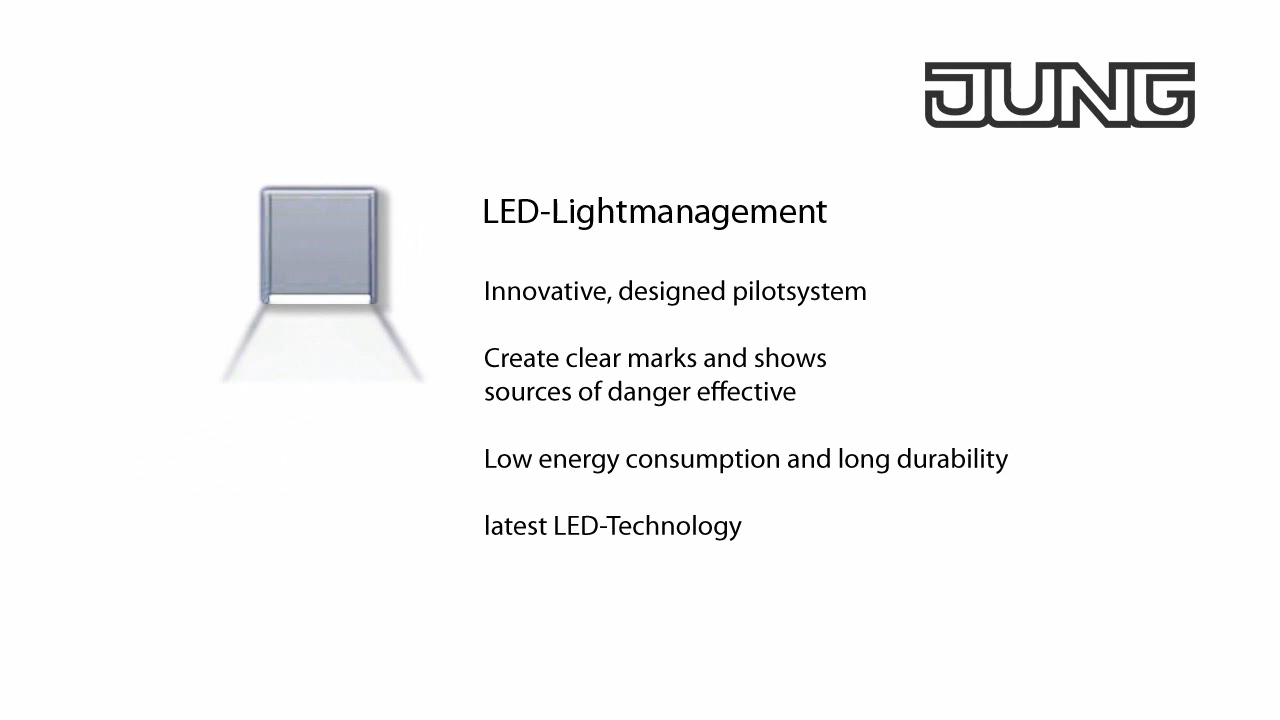 JUNG
LED-Lightmanagement
Innovative, designed pilotsystem
Create clear marks and shows
sources of danger effective
Low energy consumption and long durability
latest LED-Technology